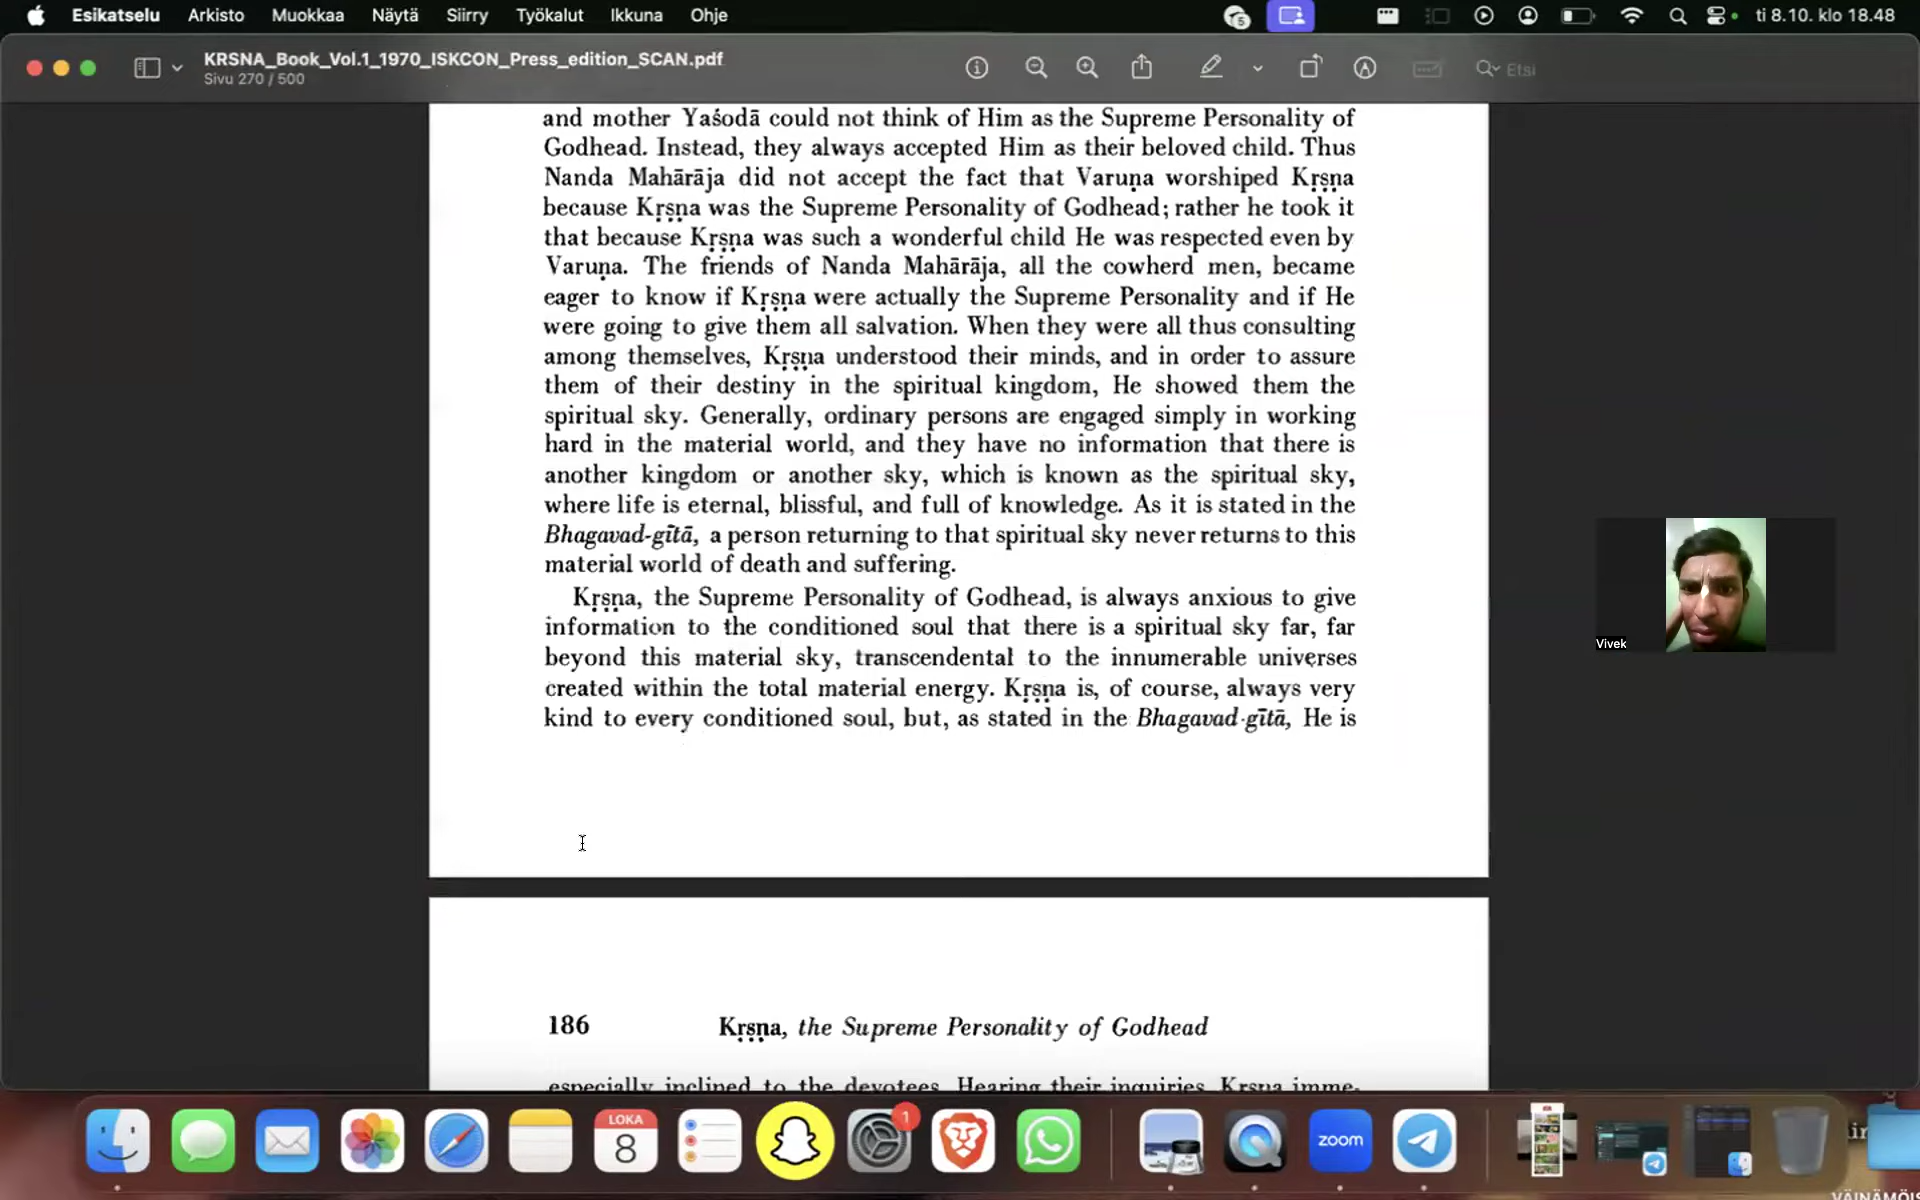 Esikatselu Arkisto Muokkaa Näytä Siirry Työkalut Ikkuna Ohje
5
ti 8.10. klo 18.48
KRSNA_Book_Vol.1_1970_ISKCON_Press_edition_SCAN.pdf
Sivu 270 / 500
Etsi
and mother Yaśodā could not think of Him as the Supreme Personality of
Godhead. Instead, they always accepted Him as their beloved child. Thus
Nanda Mahārāja did not accept the fact that Varuṇa worshiped Kṛṣṇa
because Kṛṣṇa was the Supreme Personality of Godhead; rather he took it
that because Kṛṣṇa was such a wonderful child He was respected even by
Varuṇa. The friends of Nanda Mahārāja, all the cowherd men, became
eager to know if Kṛṣṇa were actually the Supreme Personality and if He
were going to give them all salvation. When they were all thus consulting
among themselves, Kṛṣṇa understood their minds, and in order to assure
them of their destiny in the spiritual kingdom, He showed them the
spiritual sky. Generally, ordinary persons are engaged simply in working
hard in the material world, and they have no information that there is
another kingdom or another sky, which is known as the spiritual sky,
where life is eternal, blissful, and full of knowledge. As it is stated in the
Bhagavad-gītā, a person returning to that spiritual sky never returns to this
material world of death and suffering.
Kṛṣṇa, the Supreme Personality of Godhead, is always anxious to give
information to the conditioned soul that there is a spiritual sky far, far
beyond this material sky, transcendental to the innumerable universes
created within the total material energy. Kṛṣṇa is, of course, always very
kind to every conditioned soul, but, as stated in the Bhagavad-gītā, He is
Vivek
186 Kṛṣṇa, the Supreme Personality of Godhead
especially inclined to the devotees. Hearing their inquiries, Kṛṣṇa imme-
LOKA
8
1
zoom